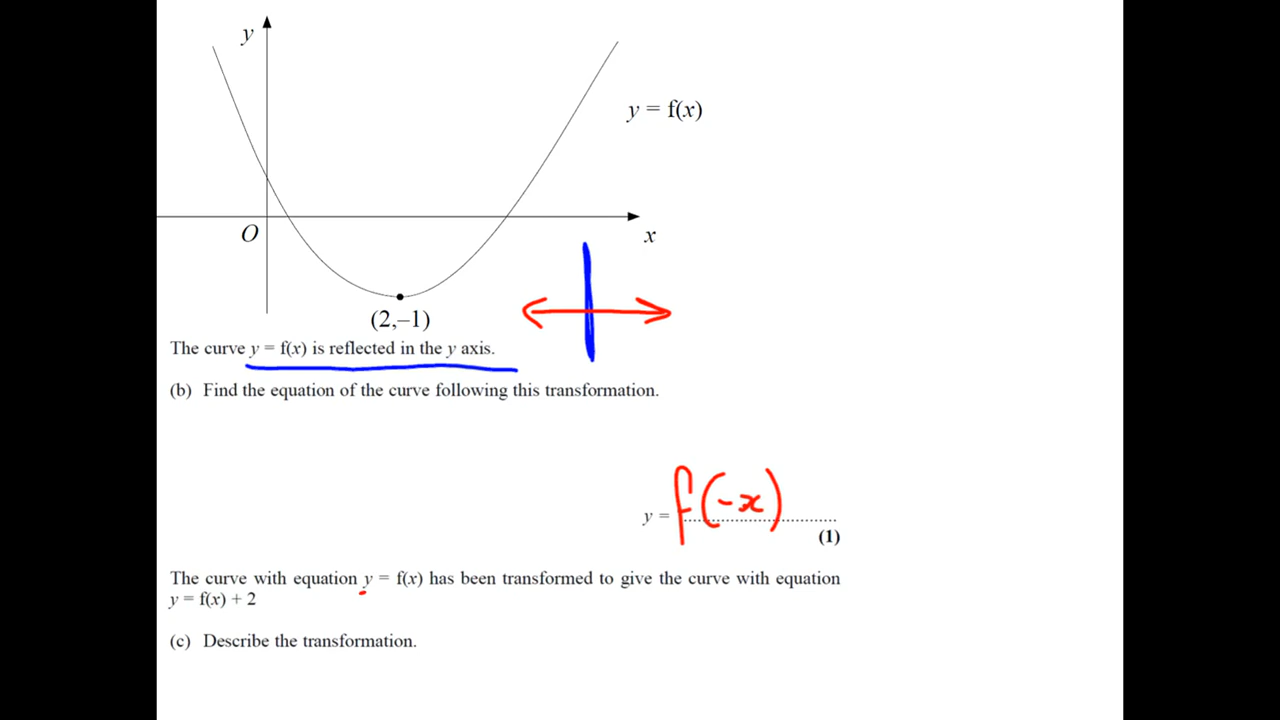 y
y = f(x)
O
x
(2,–1)
The curve y = f(x) is reflected in the y axis.
(b) Find the equation of the curve following this transformation.
y = f(-x)
(1)
The curve with equation y = f(x) has been transformed to give the curve with equation
y = f(x) + 2
(c) Describe the transformation.